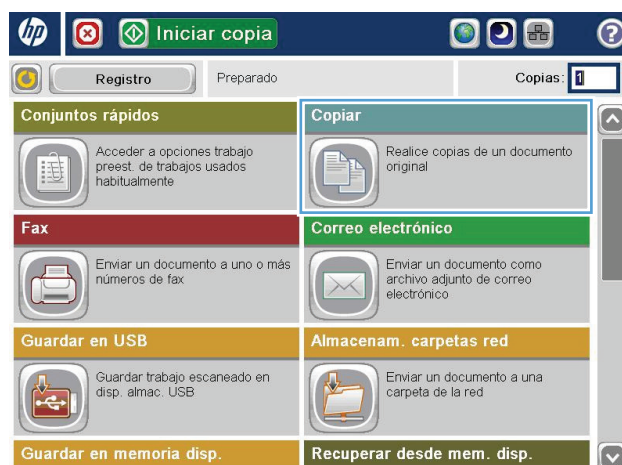 hp
Iniciar copia
?
Registro
Preparado
Copias: 1
Conjuntos rápidos
Acceder a opciones trabajo
preest. de trabajos usados
habitualmente
Copiar
Realice copias de un documento
original
Fax
Enviar un documento a uno o más
números de fax
Correo electrónico
Enviar un documento como
archivo adjunto de correo
electrónico
Guardar en USB
Guardar trabajo escaneado en
disp. almac. USB
Almacenam. carpetas red
Enviar un documento a una
carpeta de la red
Guardar en memoria disp.
Recuperar desde mem. disp.